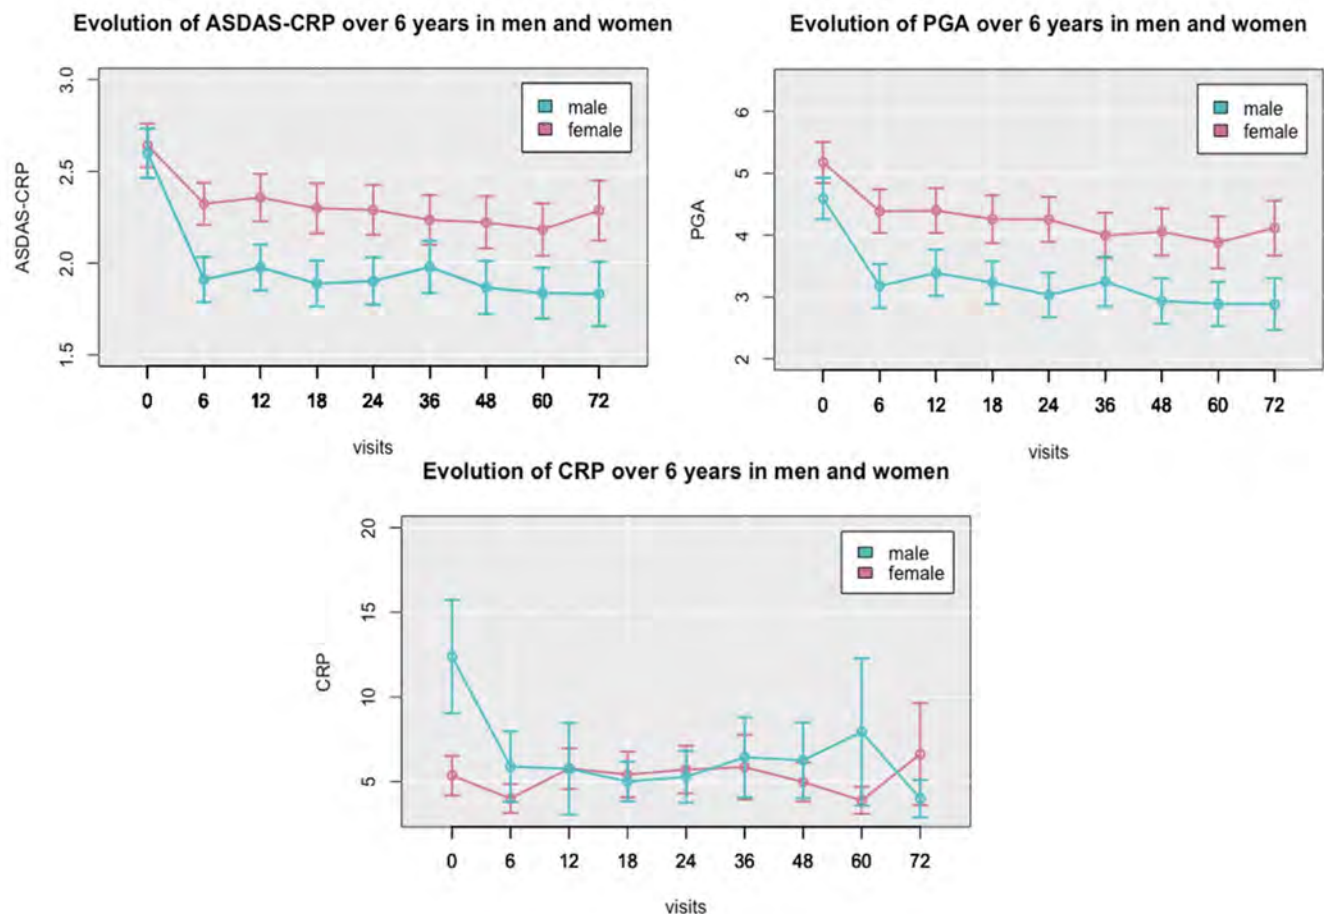 Evolution of ASDAS-CRP over 6 years in men and women
ASDAS-CRP
3.0
2.5
2.0
1.5
male
female
0 6 12 18 24 36 48 60 72
visits
Evolution of PGA over 6 years in men and women
PGA
6
5
4
3
2
male
female
0 6 12 18 24 36 48 60 72
visits
Evolution of CRP over 6 years in men and women
CRP
20
15
10
5
male
female
0 6 12 18 24 36 48 60 72
visits